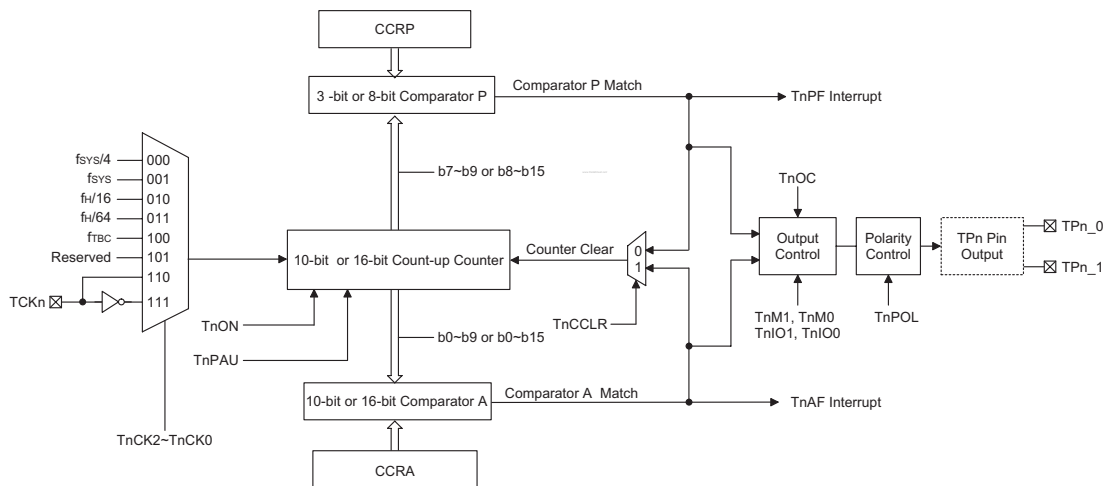 CCRP
3 -bit or 8-bit Comparator P
Comparator P Match
TnPF Interrupt
fSYS/4
000
fSYS
001
fH/16
010
fH/64
011
fTBC
100
Reserved
101
110
TCKn
111
b7~b9 or b8~b15
10-bit or 16-bit Count-up Counter
Counter Clear
0
1
TnOC
Output
Control
Polarity
Control
TPn Pin
Output
TPn_0
TPn_1
TnON
TnPAU
TnCCLR
TnM1, TnM0
TnIO1, TnIO0
TnPOL
b0~b9 or b0~b15
10-bit or 16-bit Comparator A
Comparator A Match
TnAF Interrupt
TnCK2~TnCK0
CCRA